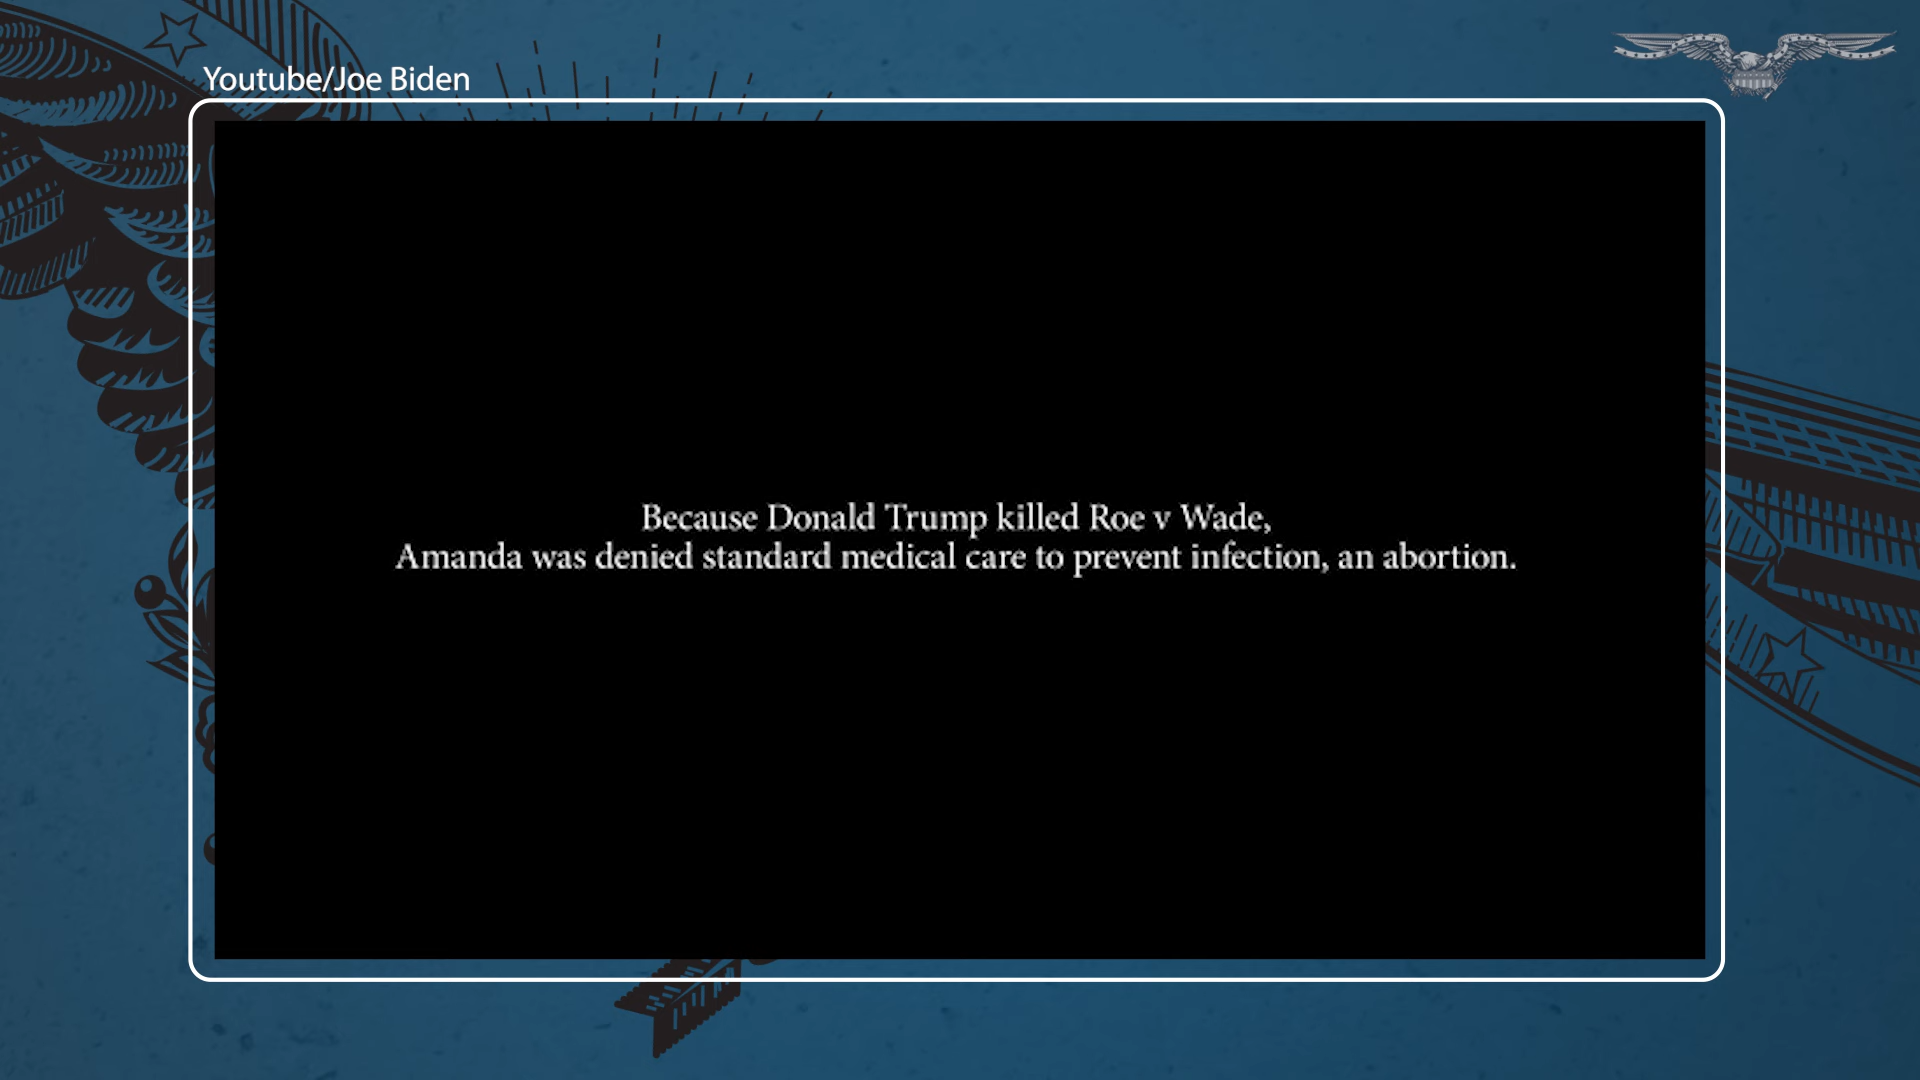 Youtube/Joe Biden
Because Donald Trump killed Roe v Wade,
Amanda was denied standard medical care to prevent infection, an abortion.